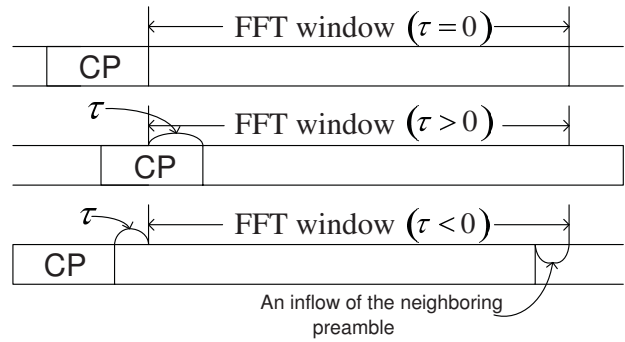 FFT window (τ = 0)
CP
τ
FFT window (τ > 0)
CP
τ
FFT window (τ < 0)
CP
An inflow of the neighboring
preamble